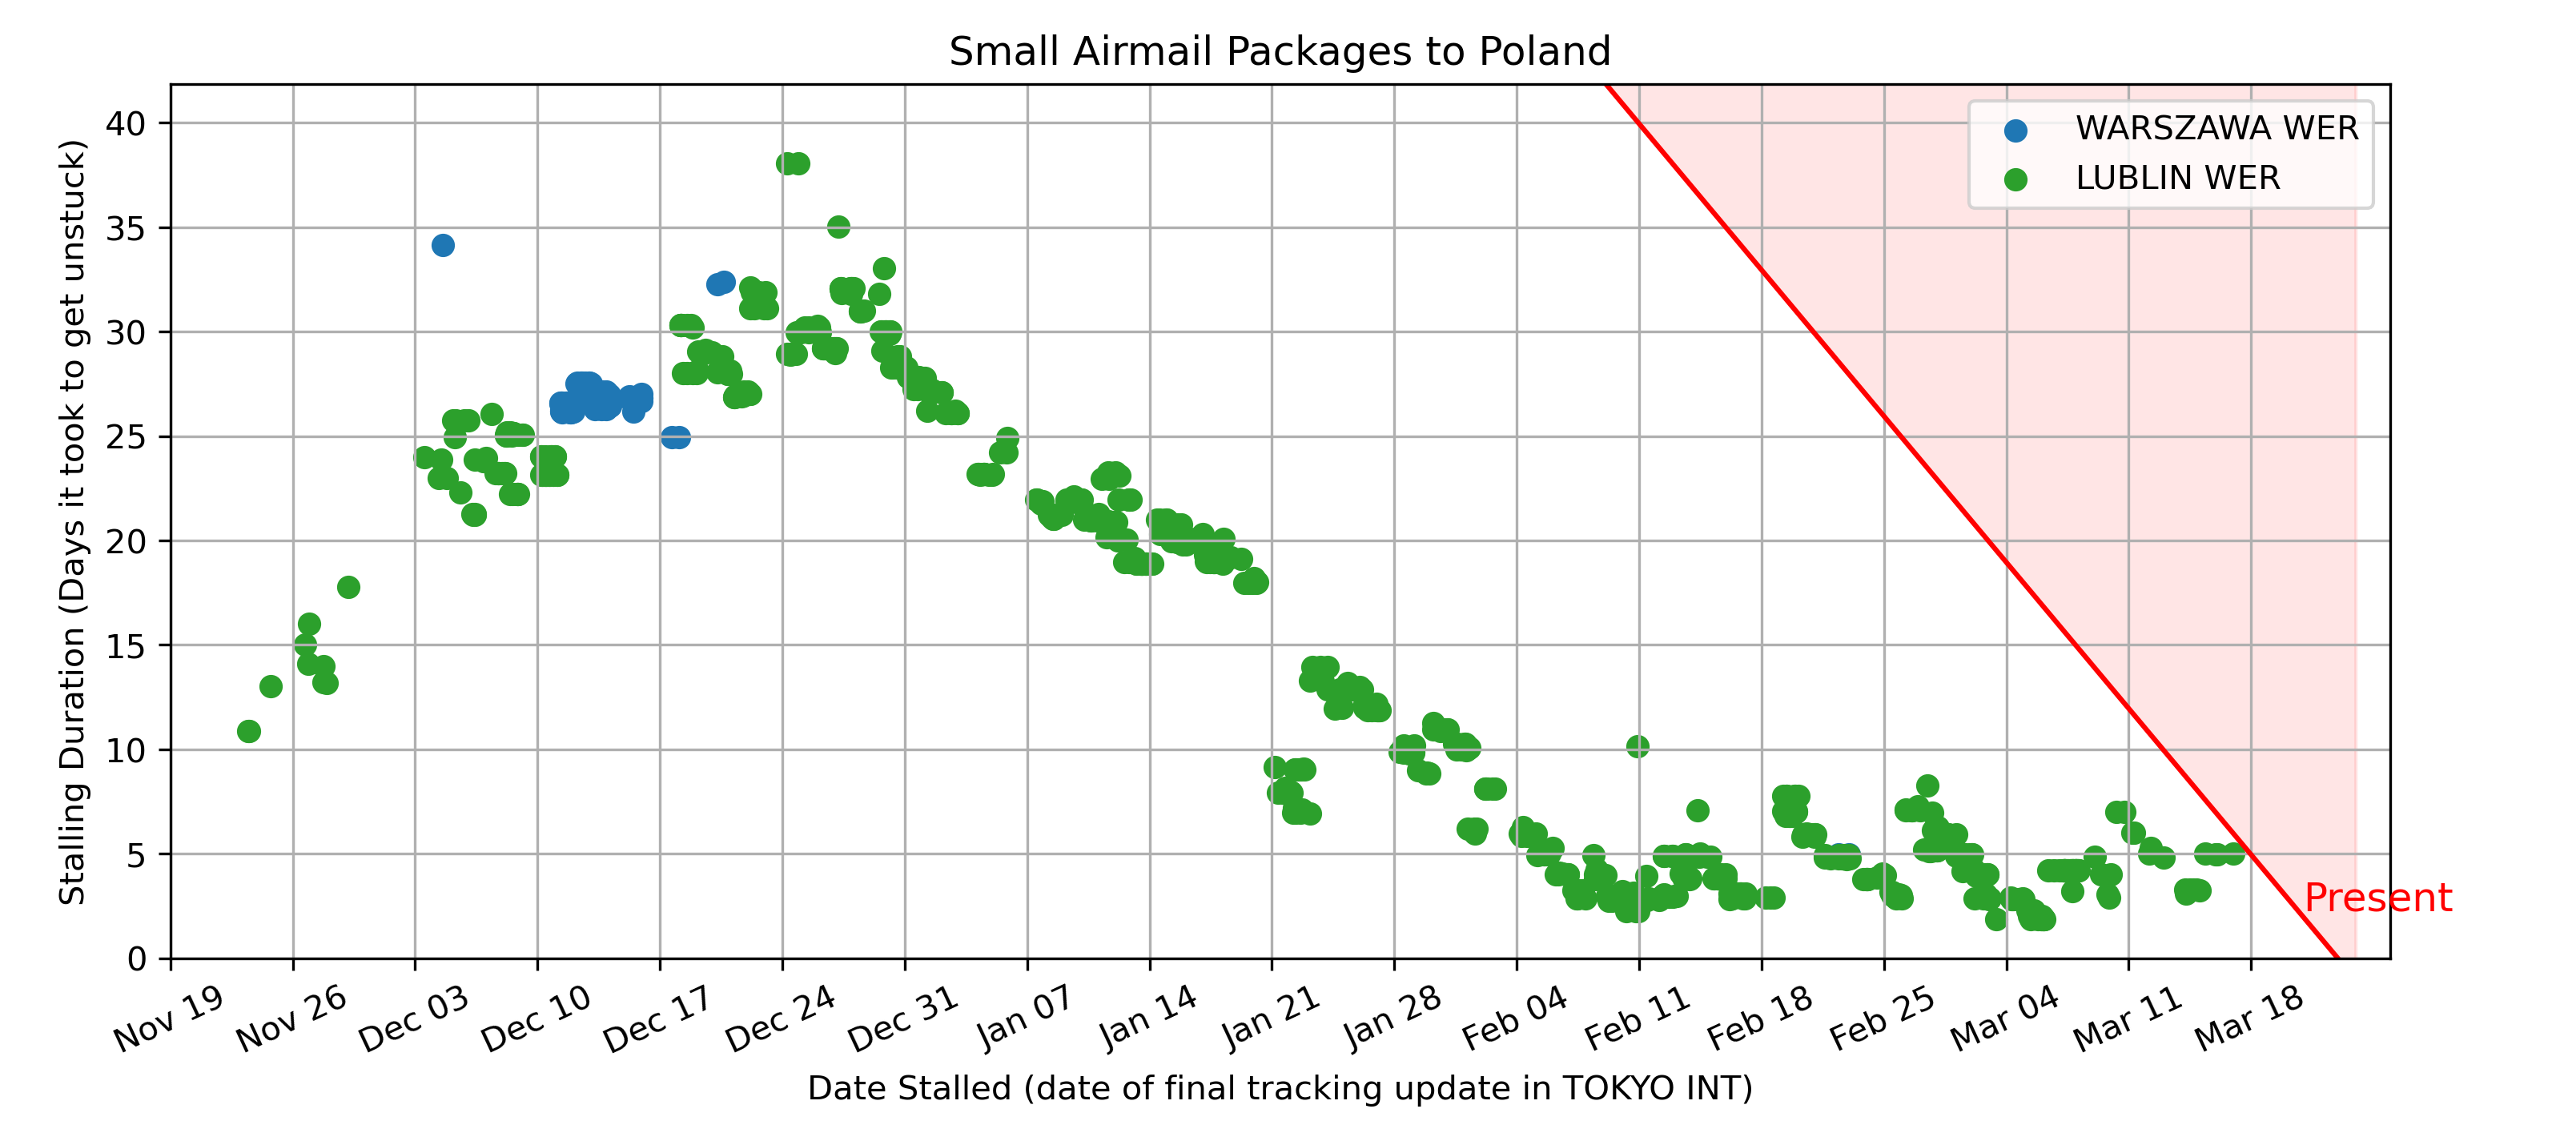 Small Airmail Packages to Poland
Stalling Duration (Days it took to get unstuck)
40
35
30
25
20
15
10
5
0
WARSZAWA WER
LUBLIN WER
Present
Nov 19
Nov 26
Dec 03
Dec 10
Dec 17
Dec 24
Dec 31
Jan 07
Jan 14
Jan 21
Jan 28
Feb 04
Feb 11
Feb 18
Feb 25
Mar 04
Mar 11
Mar 18
Date Stalled (date of final tracking update in TOKYO INT)